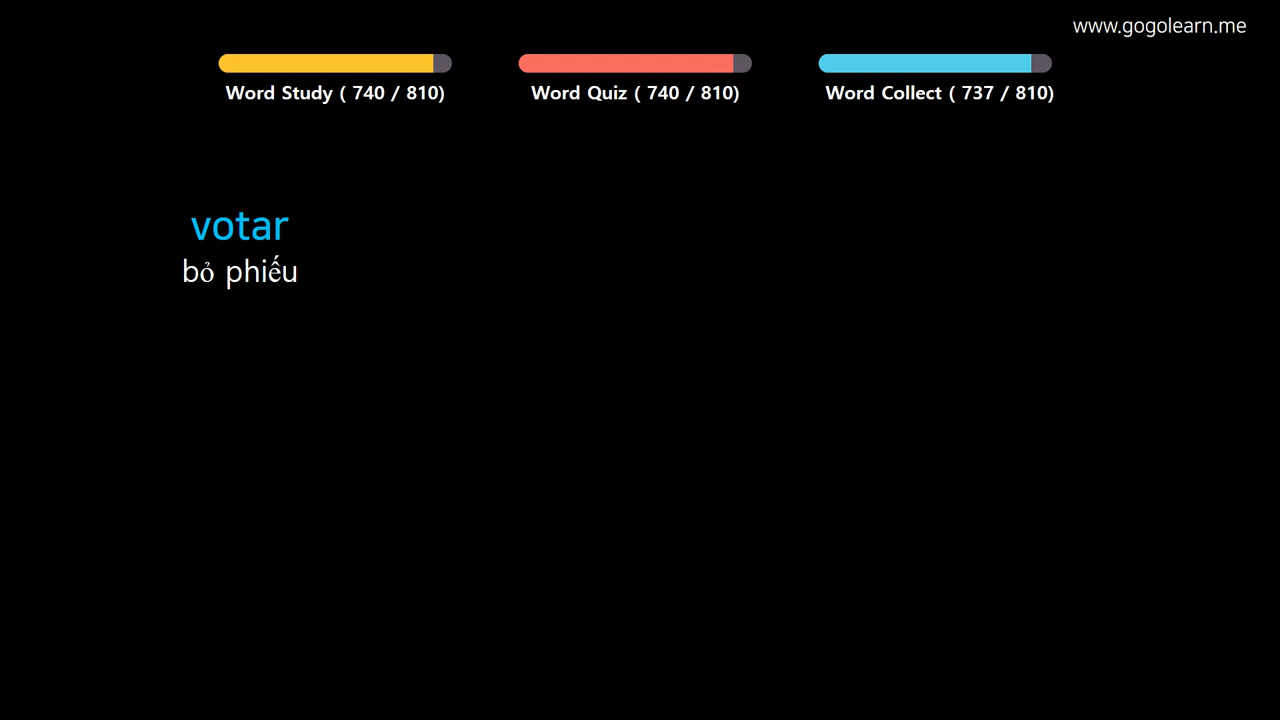 www.gogolearn.me
Word Study ( 740 / 810)
Word Quiz ( 740 / 810)
Word Collect ( 737 / 810)
votar
bỏ phiếu